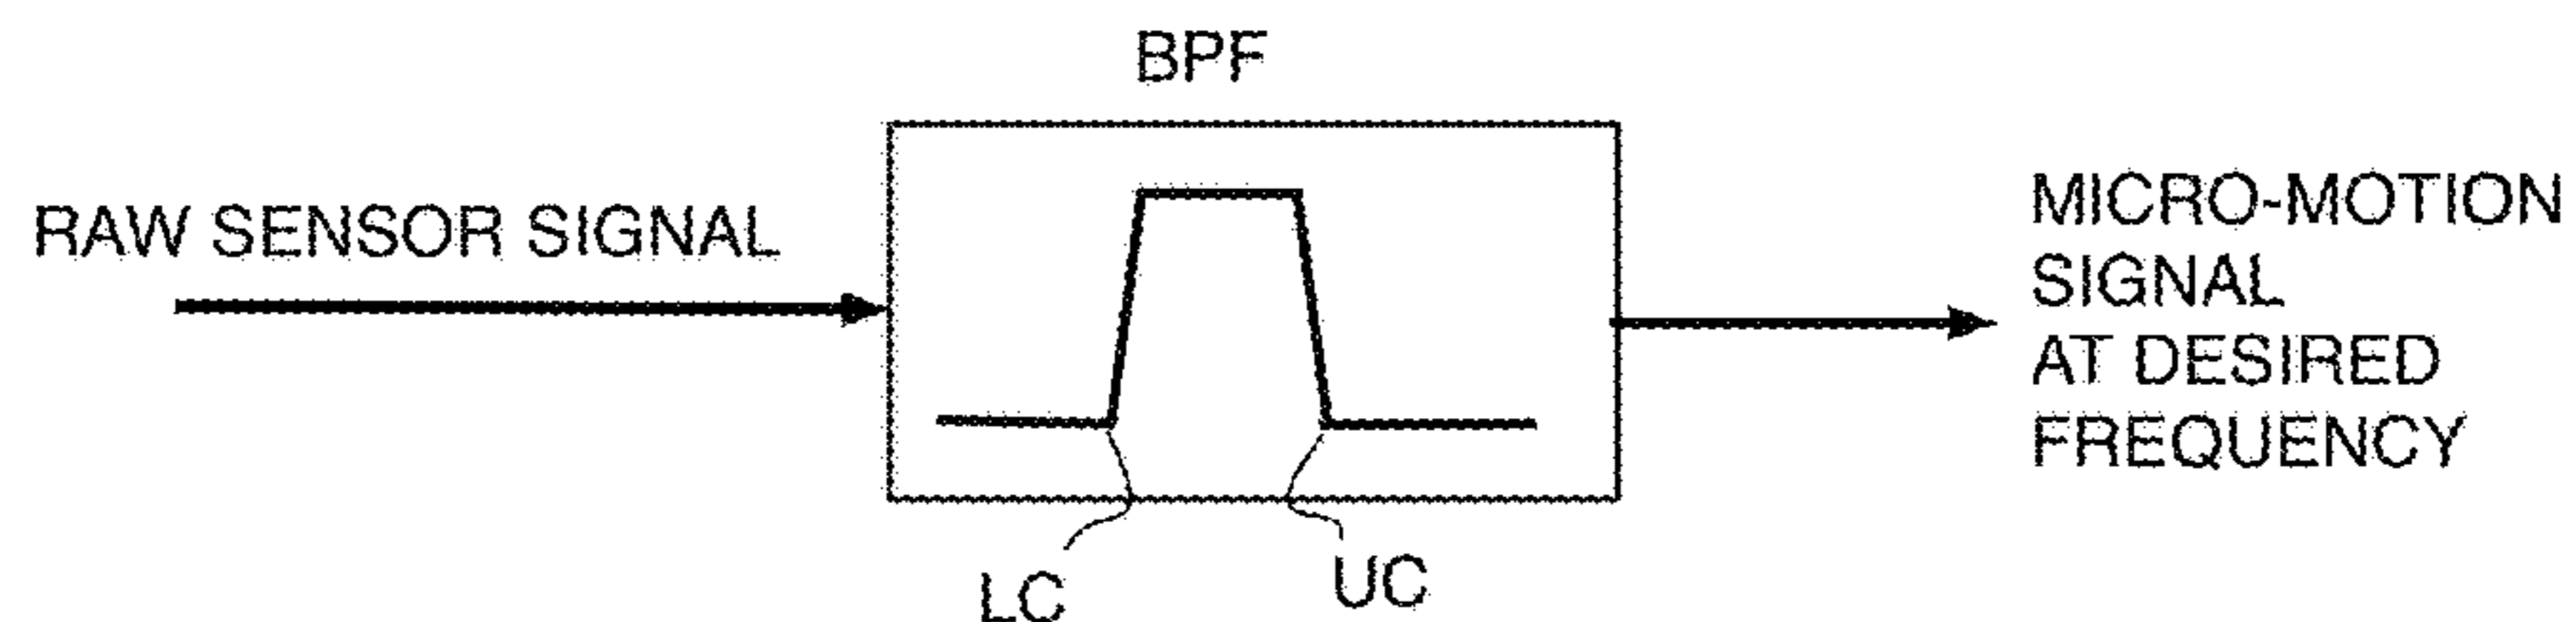 BPF
RAW SENSOR SIGNAL
MICRO-MOTION
SIGNAL
AT DESIRED
FREQUENCY
LC
UC